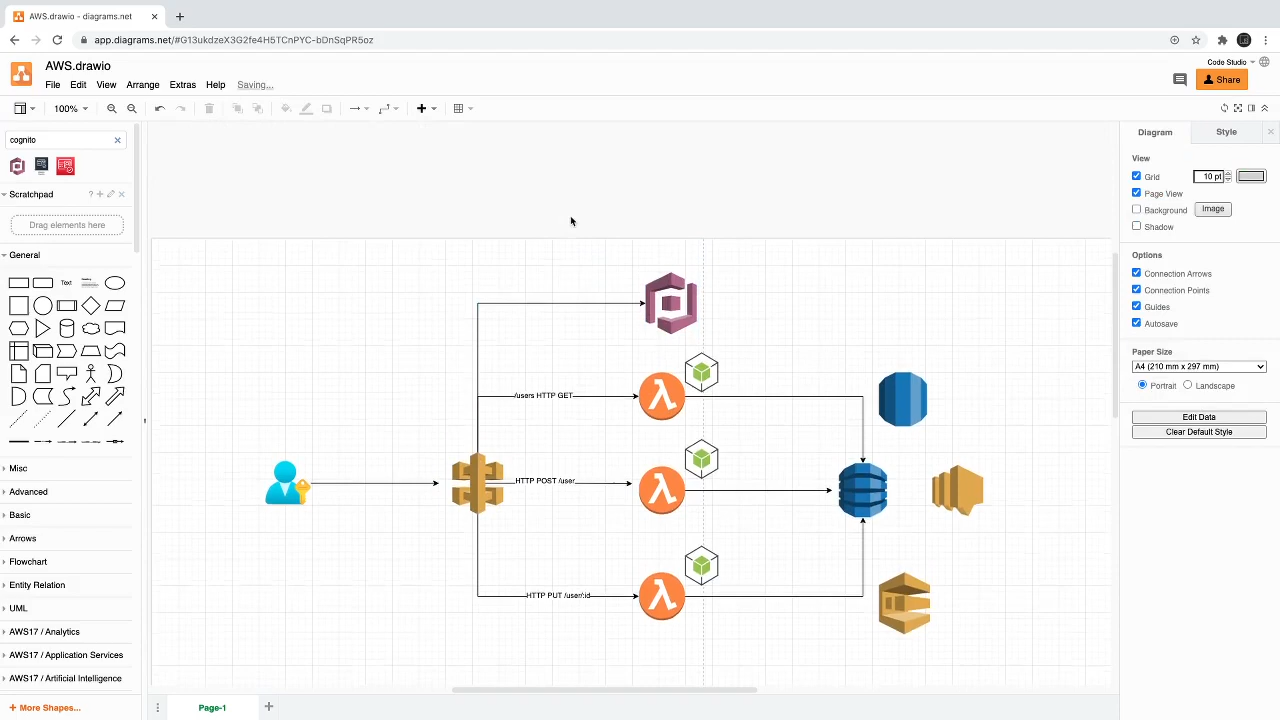 AWS.drawio - diagrams.net
app.diagrams.net/#G13ukdzeX3G2fe4H5TCnPYC-bDnSqPR5oz
AWS.drawio
Code Studio
File Edit View Arrange Extras Help Saving...
Share
100%
cognito
Scratchpad
Drag elements here
General
Text
Heading
Misc
Advanced
Basic
Arrows
Flowchart
Entity Relation
UML
AWS17 / Analytics
AWS17 / Application Services
AWS17 / Artificial Intelligence
+ More Shapes...
/users HTTP GET
HTTP POST /user
HTTP PUT /user/:id
Page-1
Diagram Style
View
Grid 10 pt
Page View
Background Image
Shadow
Options
Connection Arrows
Connection Points
Guides
Autosave
Paper Size
A4 (210 mm x 297 mm)
Portrait Landscape
Edit Data
Clear Default Style